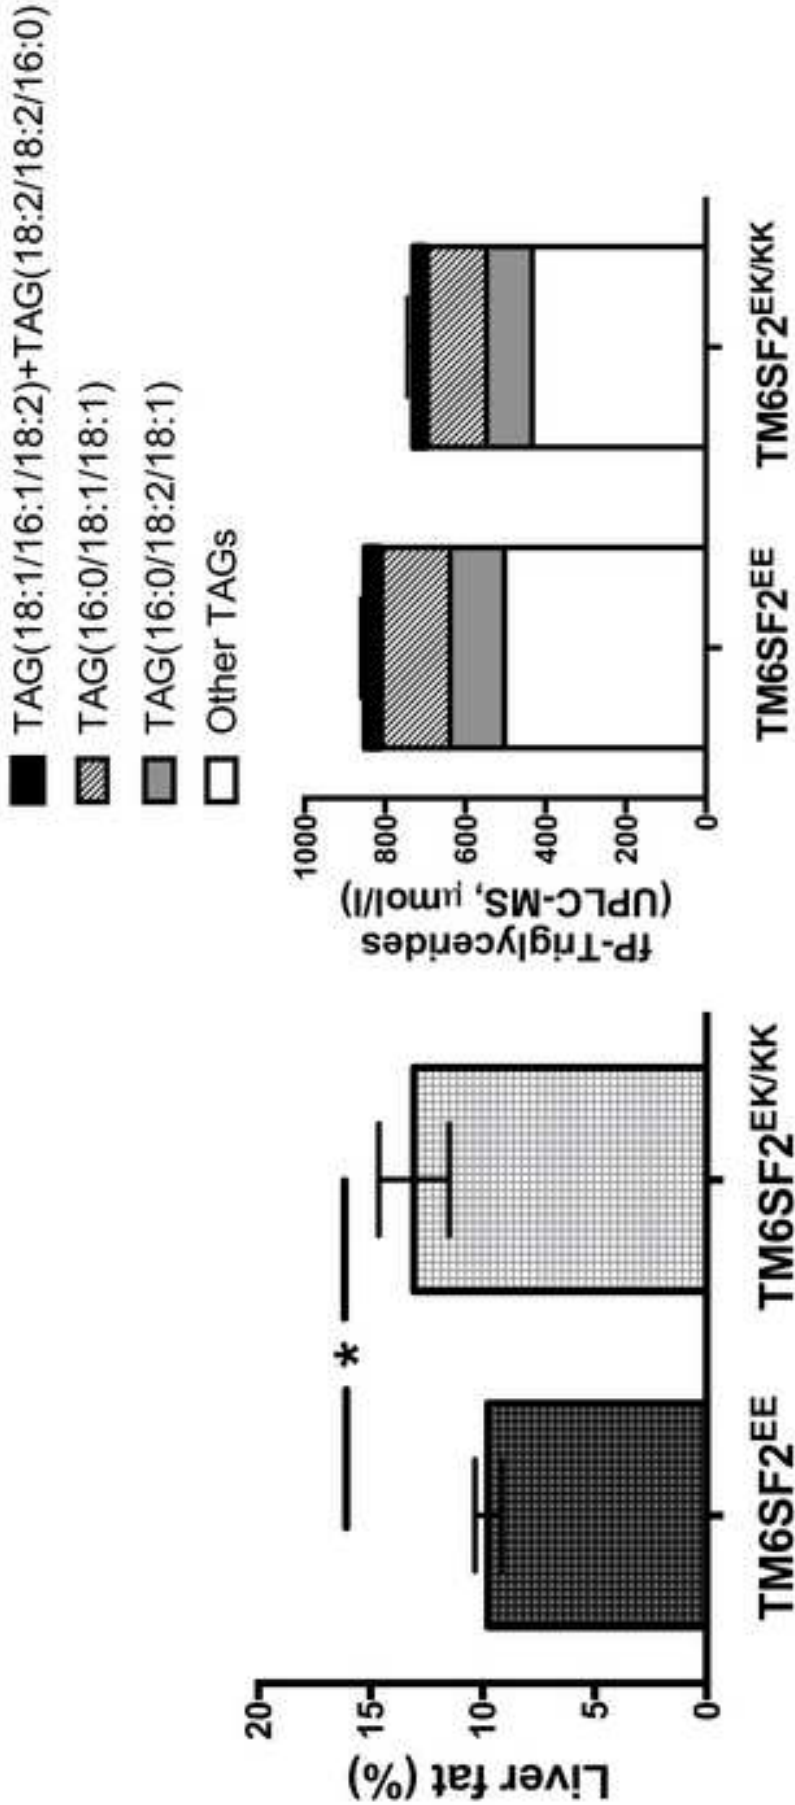 Liver fat (%)
20
15
10
5
0
*
TM6SF2EE
TM6SF2EK/KK
TAG(18:1/16:1/18:2)+TAG(18:2/18:2/16:0)
TAG(16:0/18:1/18:1)
TAG(16:0/18:2/18:1)
Other TAGs
fP-Triglycerides
(UPLC-MS, μmol/l)
1000
800
600
400
200
0
TM6SF2EE
TM6SF2EK/KK